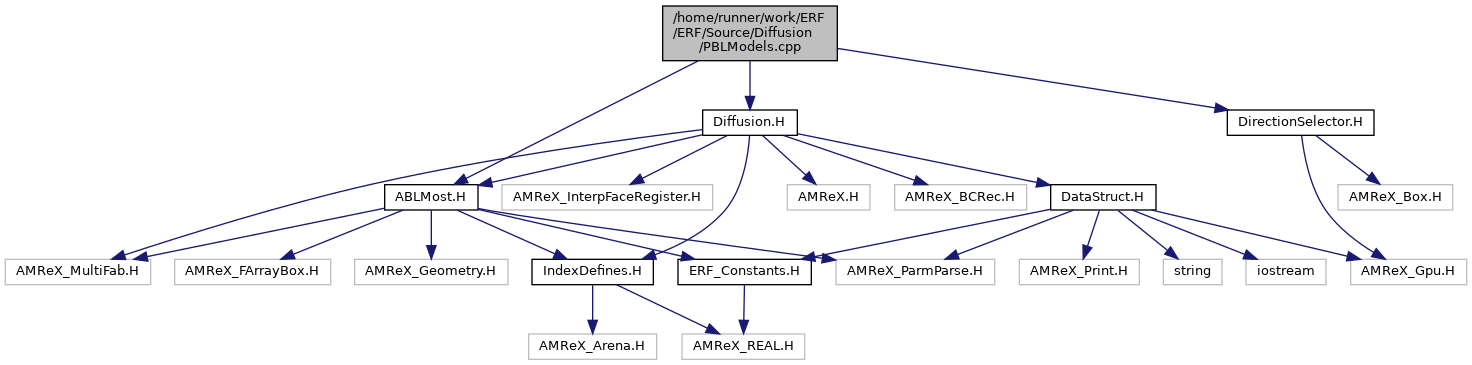 /home/runner/work/ERF
/ERF/Source/Diffusion
/PBLModels.cpp
Diffusion.H
DirectionSelector.H
ABLMost.H
AMReX_InterpFaceRegister.H
AMReX.H
AMReX_BCRec.H
DataStruct.H
AMReX_Box.H
AMReX_MultiFab.H
AMReX_FArrayBox.H
AMReX_Geometry.H
IndexDefines.H
ERF_Constants.H
AMReX_ParmParse.H
AMReX_Print.H
string
iostream
AMReX_Gpu.H
AMReX_Arena.H
AMReX_REAL.H